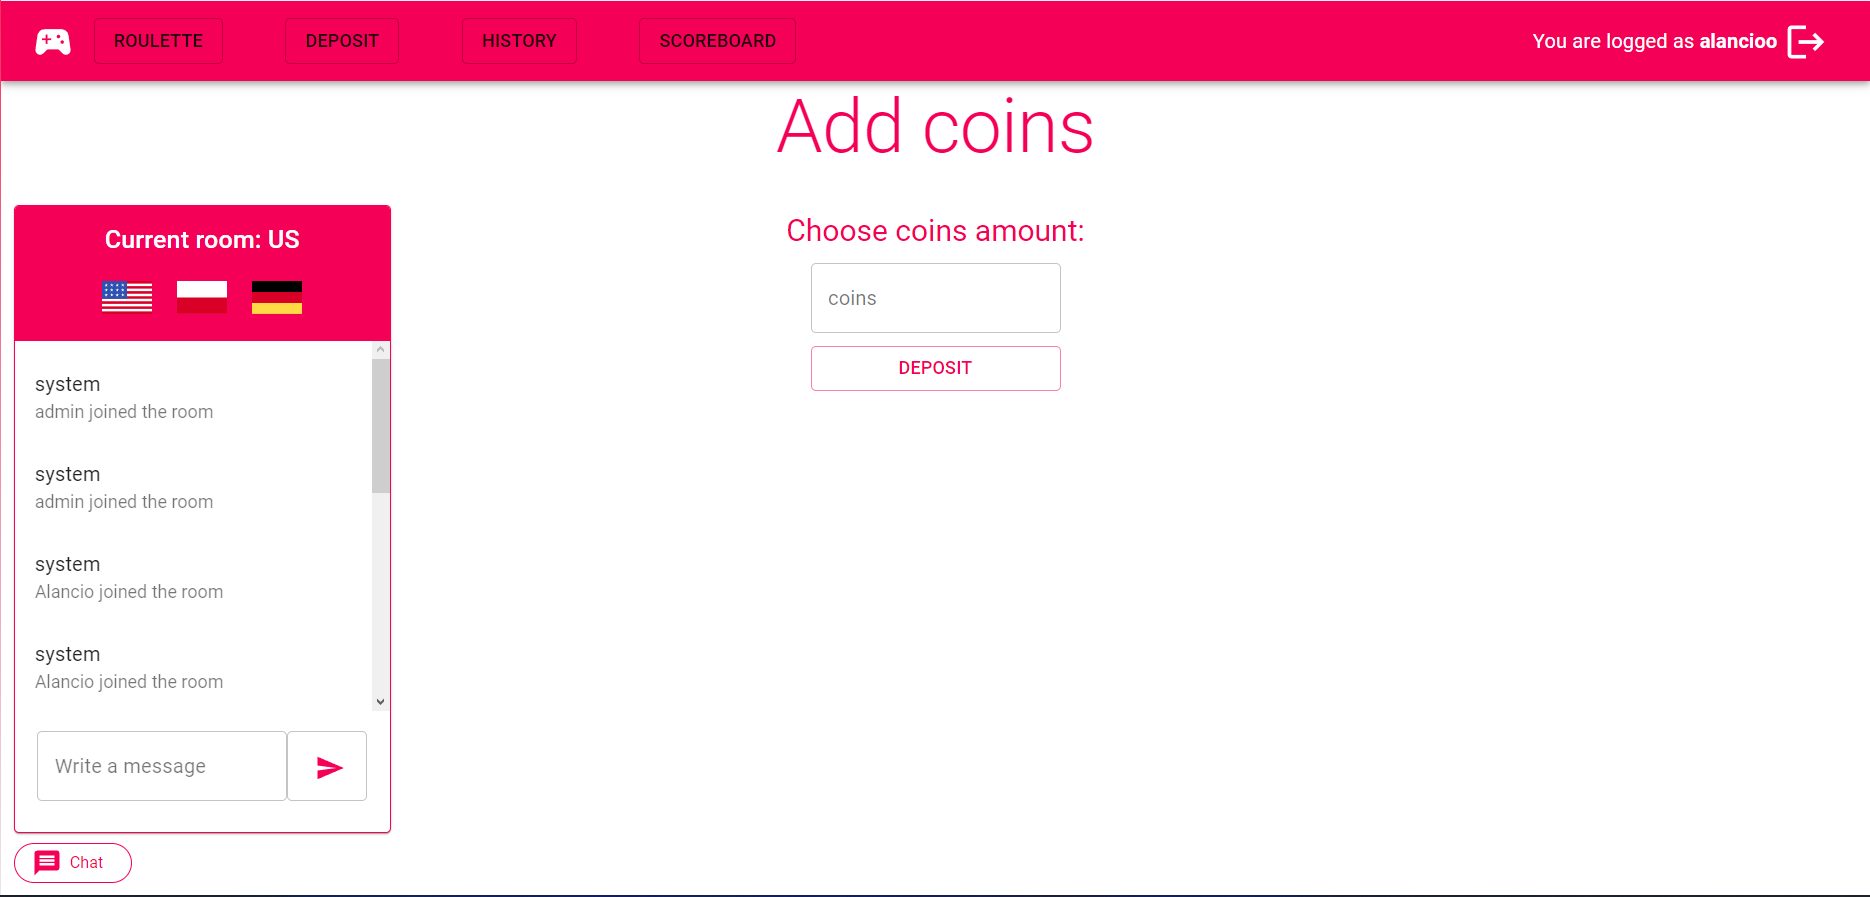 ROULETTE DEPOSIT HISTORY SCOREBOARD You are logged as alancioo
Add coins
Current room: US
Choose coins amount:
coins
DEPOSIT
system
admin joined the room
system
admin joined the room
system
Alancio joined the room
system
Alancio joined the room
Write a message
Chat